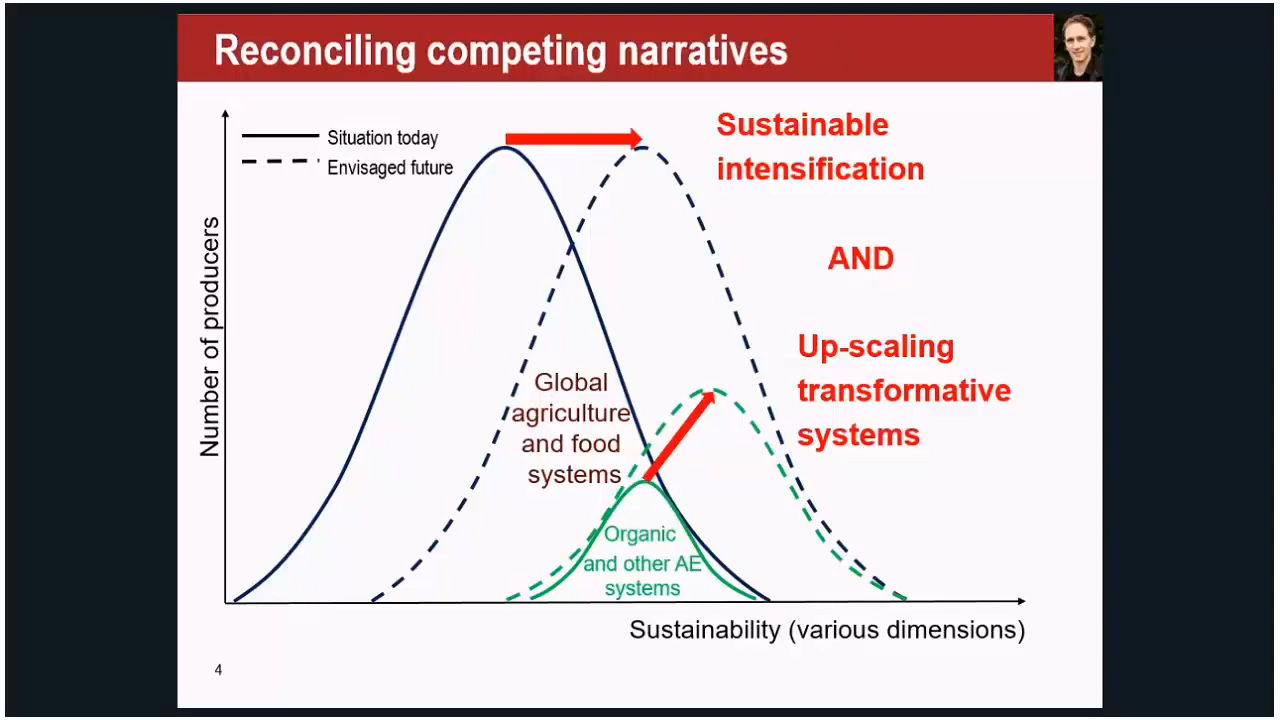 Reconciling competing narratives
Situation today
Envisaged future
Sustainable
intensification
AND
Up-scaling
transformative
systems
Number of producers
Global
agriculture
and food
systems
Organic
and other AE
systems
Sustainability (various dimensions)
4